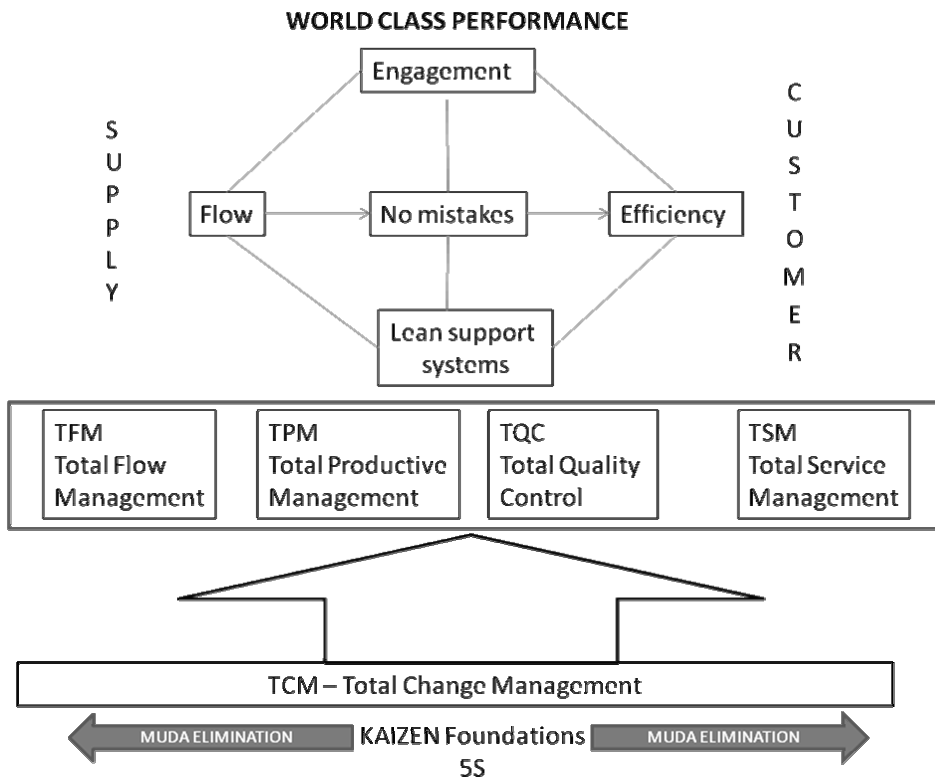 WORLD CLASS PERFORMANCE
Engagement
SUPPLY
CUSTOMER
Flow
No mistakes
Efficiency
Lean support
systems
TFM
Total Flow
Management
TPM
Total Productive
Management
TQC
Total Quality
Control
TSM
Total Service
Management
TCM – Total Change Management
MUDA ELIMINATION
KAIZEN Foundations
MUDA ELIMINATION
5S